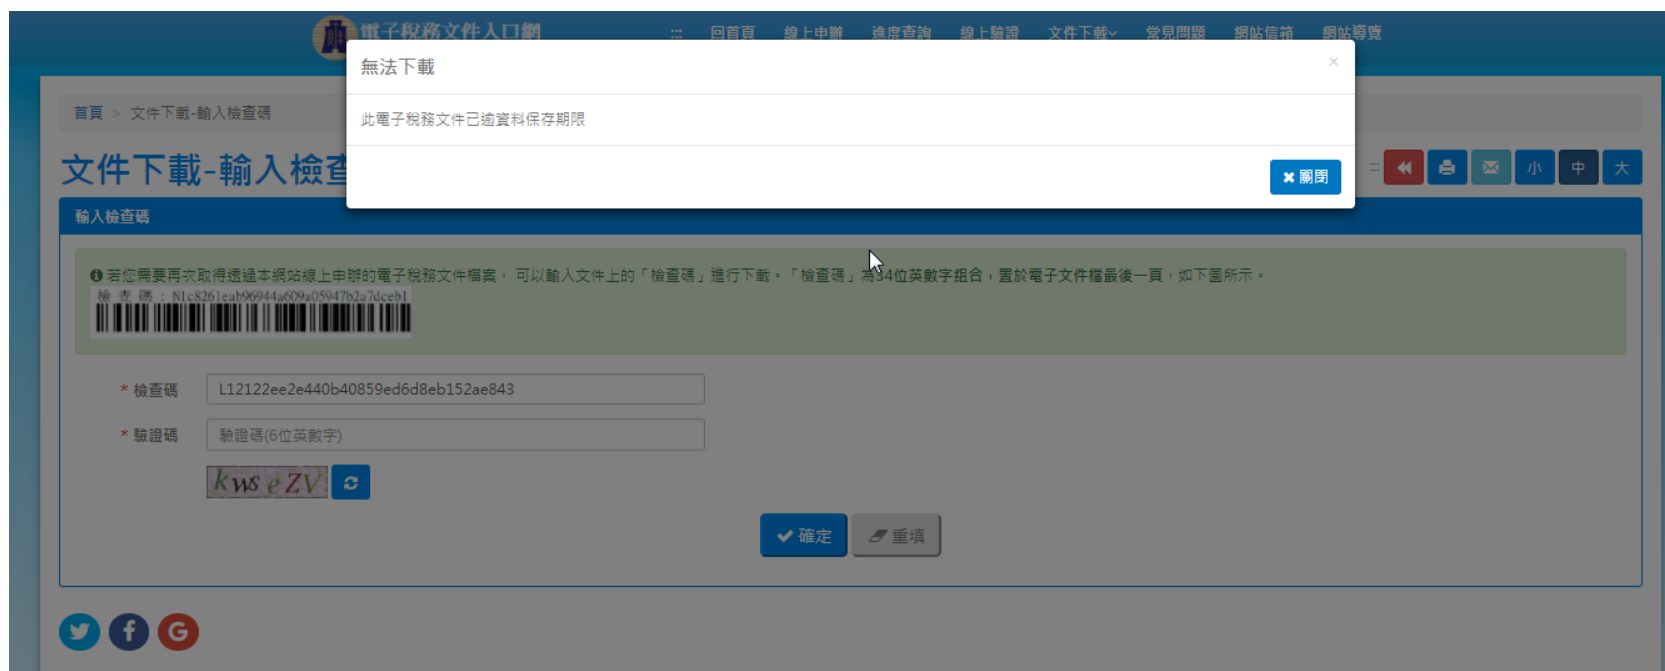 電子稅務文件入口網
::: 回首頁 線上申辦 進度查詢 線上驗證 文件下載 常見問題 網站信箱 網站導覽
無法下載 ×
此電子稅務文件已逾資料保存期限
關閉
首頁 > 文件下載-輸入檢查碼
文件下載-輸入檢查
::: 小 中 大
輸入檢查碼
若您需要再次取得透過本網站線上申辦的電子稅務文件檔案， 可以輸入文件上的「檢查碼」進行下載。「檢查碼」為34位英數字組合，置於電子文件檔最後一頁，如下圖所示。
檢 查 碼 : N1c8261eab96944a609a05947b2a7dceb1
* 檢查碼 L12122ee2e440b40859ed6d8eb152ae843
* 驗證碼 驗證碼(6位英數字)
kwseZV
確定 重填